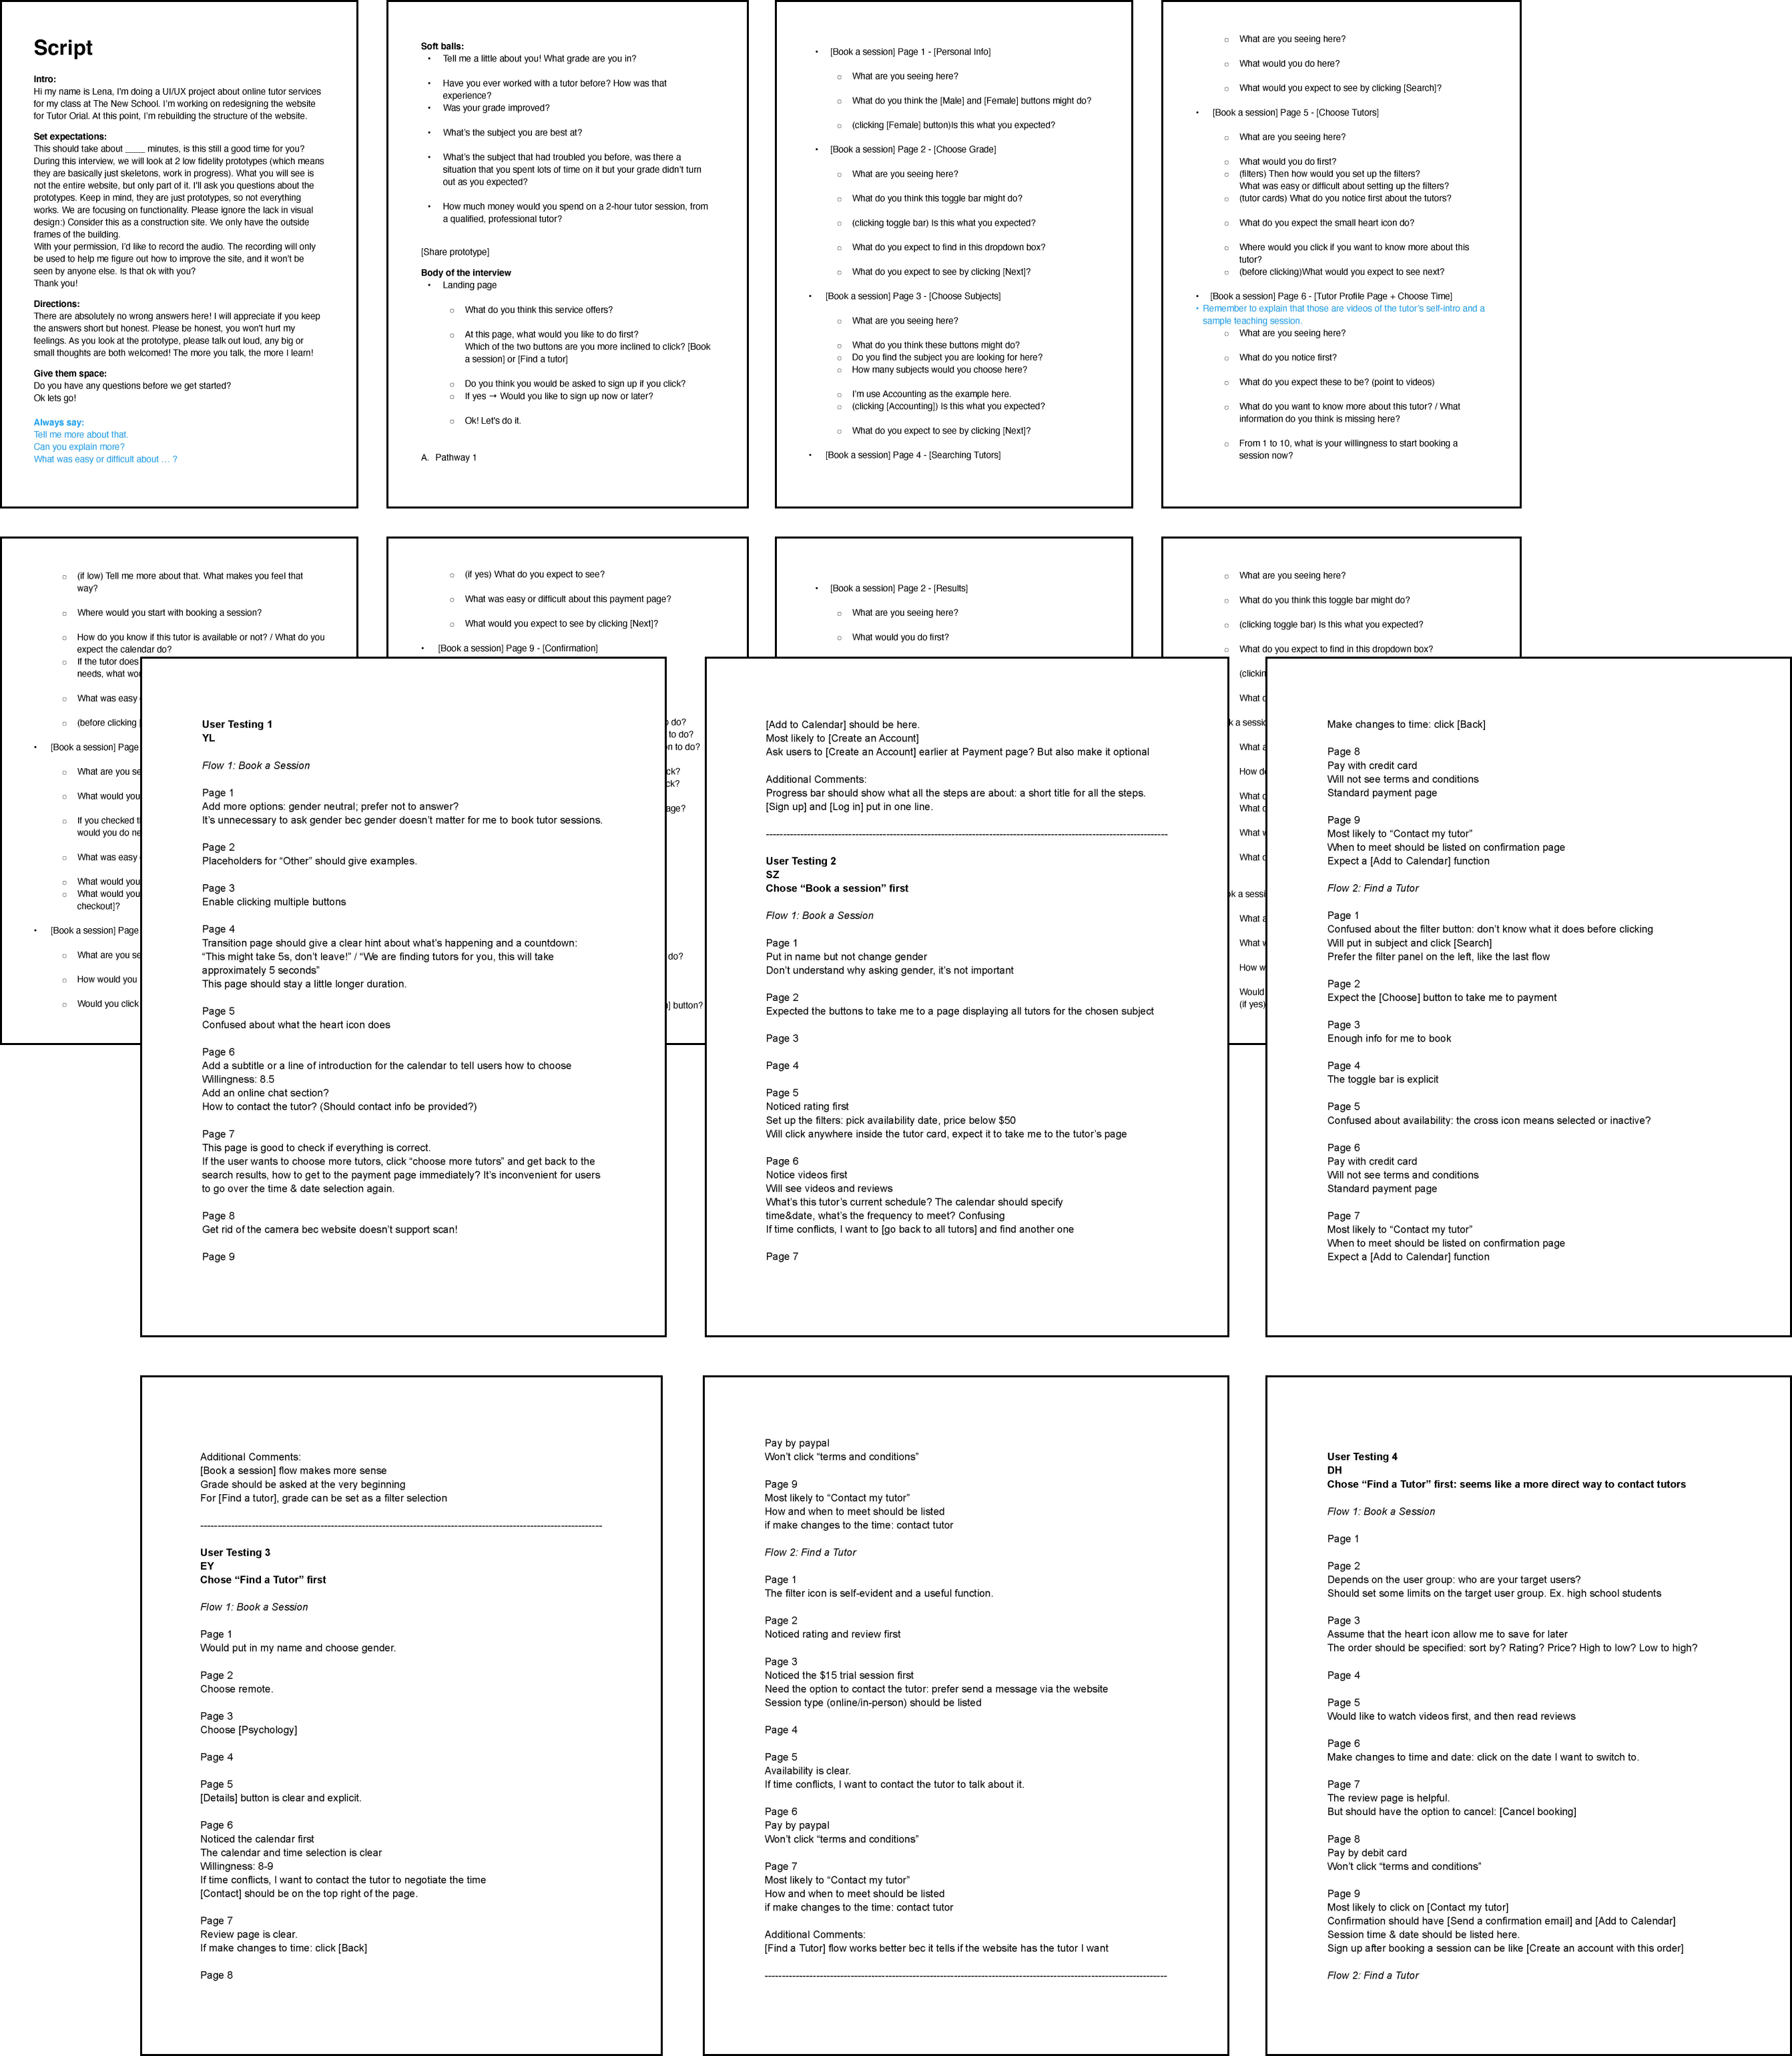 Script
Intro:
Hi my name is Lena, I'm doing a UI/UX project about online tutor services
for my class at The New School. I'm working on redesigning the website
for Tutor Orial. At this point, I'm rebuilding the structure of the website.
Set expectations:
This should take about ____ minutes, is this still a good time for you?
During this interview, we will look at 2 low fidelity prototypes (which means
they are basically just skeletons, work in progress). What you will see is
not the entire website, but only part of it. I'll ask you questions about the
prototypes. Keep in mind, they are just prototypes, so not everything
works. We are focusing on functionality. Please ignore the lack in visual
design:) Consider this as a construction site. We only have the outside
frames of the building.
With your permission, I'd like to record the audio. The recording will only
be used to help me figure out how to improve the site, and it won't be
seen by anyone else. Is that ok with you?
Thank you!
Directions:
There are absolutely no wrong answers here! I will appreciate if you keep
the answers short but honest. Please be honest, you won't hurt my
feelings. As you look at the prototype, please talk out loud, any big or
small thoughts are both welcomed! The more you talk, the more I learn!
Give them space:
Do you have any questions before we get started?
Ok lets go!
Always say:
Tell me more about that.
Can you explain more?
What was easy or difficult about … ?
Soft balls:
• Tell me a little about you! What grade are you in?
• Have you ever worked with a tutor before? How was that
experience?
• Was your grade improved?
• What's the subject you are best at?
• What's the subject that had troubled you before, was there a
situation that you spent lots of time on it but your grade didn't turn
out as you expected?
• How much money would you spend on a 2-hour tutor session, from
a qualified, professional tutor?
[Share prototype]
Body of the interview
• Landing page
○ What do you think this service offers?
○ At this page, what would you like to do first?
Which of the two buttons are you more inclined to click? [Book
a session] or [Find a tutor]
○ Do you think you would be asked to sign up if you click?
○ If yes → Would you like to sign up now or later?
○ Ok! Let's do it.
A. Pathway 1
• [Book a session] Page 1 - [Personal Info]
○ What are you seeing here?
○ What do you think the [Male] and [Female] buttons might do?
○ (clicking [Female] button)Is this what you expected?
• [Book a session] Page 2 - [Choose Grade]
○ What are you seeing here?
○ What do you think this toggle bar might do?
○ (clicking toggle bar) Is this what you expected?
○ What do you expect to find in this dropdown box?
○ What do you expect to see by clicking [Next]?
• [Book a session] Page 3 - [Choose Subjects]
○ What are you seeing here?
○ What do you think these buttons might do?
○ Do you find the subject you are looking for here?
○ How many subjects would you choose here?
○ I'm use Accounting as the example here.
○ (clicking [Accounting]) Is this what you expected?
○ What do you expect to see by clicking [Next]?
• [Book a session] Page 4 - [Searching Tutors]
○ What are you seeing here?
○ What would you do here?
○ What would you expect to see by clicking [Search]?
• [Book a session] Page 5 - [Choose Tutors]
○ What are you seeing here?
○ What would you do first?
○ (filters) Then how would you set up the filters?
What was easy or difficult about setting up the filters?
○ (tutor cards) What do you notice first about the tutors?
○ What do you expect the small heart icon do?
○ Where would you click if you want to know more about this
tutor?
○ (before clicking)What would you expect to see next?
• [Book a session] Page 6 - [Tutor Profile Page + Choose Time]
• Remember to explain that those are videos of the tutor's self-intro and a
sample teaching session.
○ What are you seeing here?
○ What do you notice first?
○ What do you expect these to be? (point to videos)
○ What do you want to know more about this tutor? / What
information do you think is missing here?
○ From 1 to 10, what is your willingness to start booking a
session now?
○ (if low) Tell me more about that. What makes you feel that
way?
○ Where would you start with booking a session?
○ How do you know if this tutor is available or not? / What do you
expect the calendar do?
○ If the tutor does
needs, what
○ What was easy
○ (before clicking
• [Book a session] Page
○ What are you
○ What would you
○ If you checked
would you do
○ What was easy
○ What would you
○ What would you
checkout]?
• [Book a session] Page
○ What are you
○ How would you
○ Would you click
○ (if yes) What do you expect to see?
○ What was easy or difficult about this payment page?
○ What would you expect to see by clicking [Next]?
• [Book a session] Page 9 - [Confirmation]
do?
to do?
to do?
page?
do?
button?
• [Book a session] Page 2 - [Results]
○ What are you seeing here?
○ What would you do first?
○ What are you seeing here?
○ What do you think this toggle bar might do?
○ (clicking toggle bar) Is this what you expected?
○ What do you expect to find in this dropdown box?
What
What
How
What
What
What
What
What
What
How
Would
(if yes)
User Testing 1
YL
Flow 1: Book a Session
Page 1
Add more options: gender neutral; prefer not to answer?
It's unnecessary to ask gender bec gender doesn't matter for me to book tutor sessions.
Page 2
Placeholders for “Other” should give examples.
Page 3
Enable clicking multiple buttons
Page 4
Transition page should give a clear hint about what's happening and a countdown:
“This might take 5s, don't leave!” / “We are finding tutors for you, this will take
approximately 5 seconds”
This page should stay a little longer duration.
Page 5
Confused about what the heart icon does
Page 6
Add a subtitle or a line of introduction for the calendar to tell users how to choose
Willingness: 8.5
Add an online chat section?
How to contact the tutor? (Should contact info be provided?)
Page 7
This page is good to check if everything is correct.
If the user wants to choose more tutors, click “choose more tutors” and get back to the
search results, how to get to the payment page immediately? It's inconvenient for users
to go over the time & date selection again.
Page 8
Get rid of the camera bec website doesn't support scan!
Page 9
[Add to Calendar] should be here.
Most likely to [Create an Account]
Ask users to [Create an Account] earlier at Payment page? But also make it optional
Additional Comments:
Progress bar should show what all the steps are about: a short title for all the steps.
[Sign up] and [Log in] put in one line.
User Testing 2
SZ
Chose “Book a session” first
Flow 1: Book a Session
Page 1
Put in name but not change gender
Don't understand why asking gender, it's not important
Page 2
Expected the buttons to take me to a page displaying all tutors for the chosen subject
Page 3
Page 4
Page 5
Noticed rating first
Set up the filters: pick availability date, price below $50
Will click anywhere inside the tutor card, expect it to take me to the tutor's page
Page 6
Notice videos first
Will see videos and reviews
What's this tutor's current schedule? The calendar should specify
time&date, what's the frequency to meet? Confusing
If time conflicts, I want to [go back to all tutors] and find another one
Page 7
Make changes to time: click [Back]
Page 8
Pay with credit card
Will not see terms and conditions
Standard payment page
Page 9
Most likely to “Contact my tutor”
When to meet should be listed on confirmation page
Expect a [Add to Calendar] function
Flow 2: Find a Tutor
Page 1
Confused about the filter button: don't know what it does before clicking
Will put in subject and click [Search]
Prefer the filter panel on the left, like the last flow
Page 2
Expect the [Choose] button to take me to payment
Page 3
Enough info for me to book
Page 4
The toggle bar is explicit
Page 5
Confused about availability: the cross icon means selected or inactive?
Page 6
Pay with credit card
Will not see terms and conditions
Standard payment page
Page 7
Most likely to “Contact my tutor”
When to meet should be listed on confirmation page
Expect a [Add to Calendar] function
Additional Comments:
[Book a session] flow makes more sense
Grade should be asked at the very beginning
For [Find a tutor], grade can be set as a filter selection
User Testing 3
EY
Chose “Find a Tutor” first
Flow 1: Book a Session
Page 1
Would put in my name and choose gender.
Page 2
Choose remote.
Page 3
Choose [Psychology]
Page 4
Page 5
[Details] button is clear and explicit.
Page 6
Noticed the calendar first
The calendar and time selection is clear
Willingness: 8-9
If time conflicts, I want to contact the tutor to negotiate the time
[Contact] should be on the top right of the page.
Page 7
Review page is clear.
If make changes to time: click [Back]
Page 8
Pay by paypal
Won't click “terms and conditions”
Page 9
Most likely to “Contact my tutor”
How and when to meet should be listed
if make changes to the time: contact tutor
Flow 2: Find a Tutor
Page 1
The filter icon is self-evident and a useful function.
Page 2
Noticed rating and review first
Page 3
Noticed the $15 trial session first
Need the option to contact the tutor: prefer send a message via the website
Session type (online/in-person) should be listed
Page 4
Page 5
Availability is clear.
If time conflicts, I want to contact the tutor to talk about it.
Page 6
Pay by paypal
Won't click “terms and conditions”
Page 7
Most likely to “Contact my tutor”
How and when to meet should be listed
if make changes to the time: contact tutor
Additional Comments:
[Find a Tutor] flow works better bec it tells if the website has the tutor I want
User Testing 4
DH
Chose “Find a Tutor” first: seems like a more direct way to contact tutors
Flow 1: Book a Session
Page 1
Page 2
Depends on the user group: who are your target users?
Should set some limits on the target user group. Ex. high school students
Page 3
Assume that the heart icon allow me to save for later
The order should be specified: sort by? Rating? Price? High to low? Low to high?
Page 4
Page 5
Would like to watch videos first, and then read reviews
Page 6
Make changes to time and date: click on the date I want to switch to.
Page 7
The review page is helpful.
But should have the option to cancel: [Cancel booking]
Page 8
Pay by debit card
Won't click “terms and conditions”
Page 9
Most likely to click on [Contact my tutor]
Confirmation should have [Send a confirmation email] and [Add to Calendar]
Session time & date should be listed here.
Sign up after booking a session can be like [Create an account with this order]
Flow 2: Find a Tutor